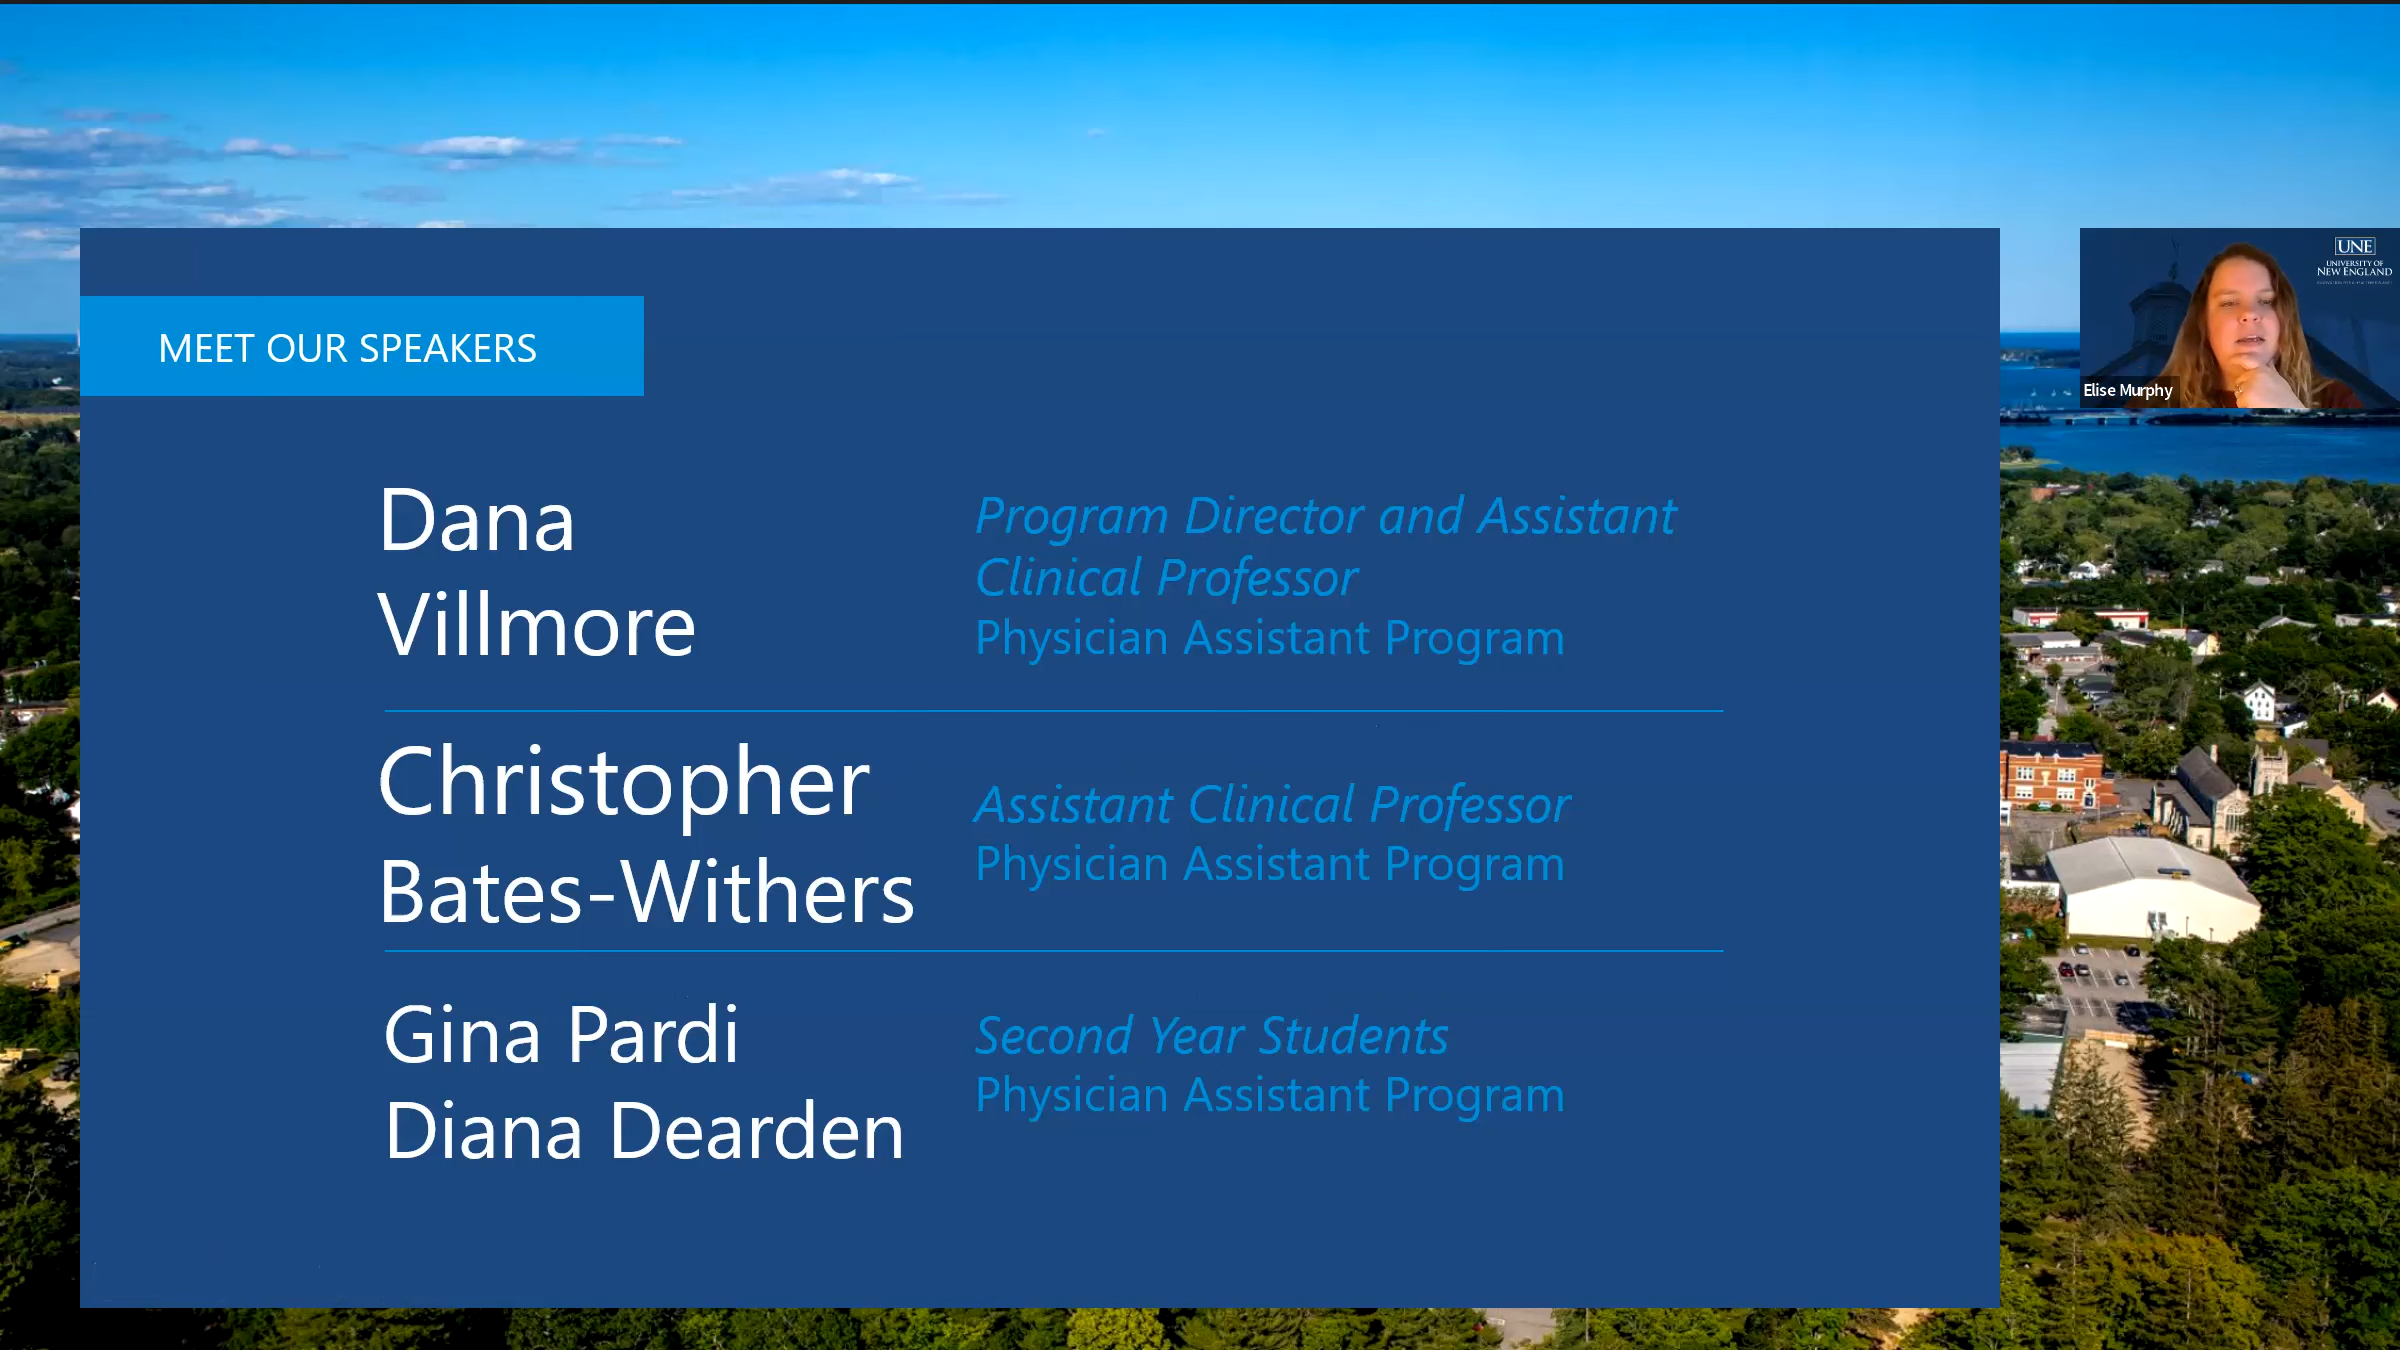 MEET OUR SPEAKERS
Dana
Villmore
Program Director and Assistant
Clinical Professor
Physician Assistant Program
Christopher
Bates-Withers
Assistant Clinical Professor
Physician Assistant Program
Gina Pardi
Diana Dearden
Second Year Students
Physician Assistant Program
UNE
UNIVERSITY OF
NEW ENGLAND
Elise Murphy